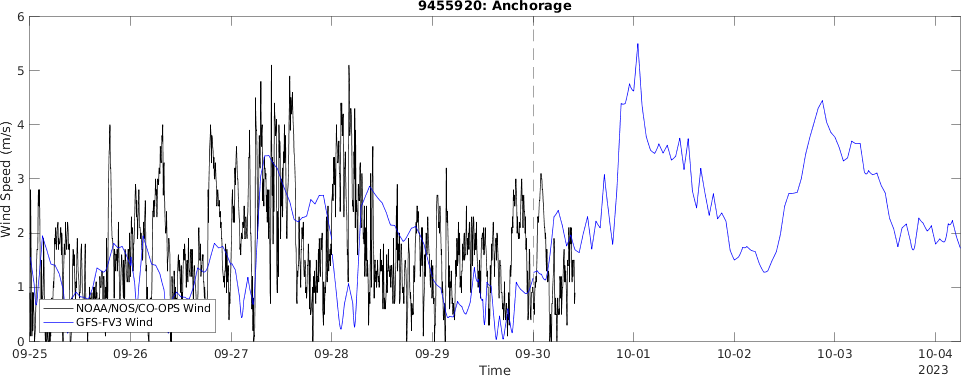 9455920: Anchorage
6
5
4
3
2
1
0
Wind Speed (m/s)
NOAA/NOS/CO-OPS Wind
GFS-FV3 Wind
09-25 09-26 09-27 09-28 09-29 09-30 10-01 10-02 10-03 10-04
Time
2023